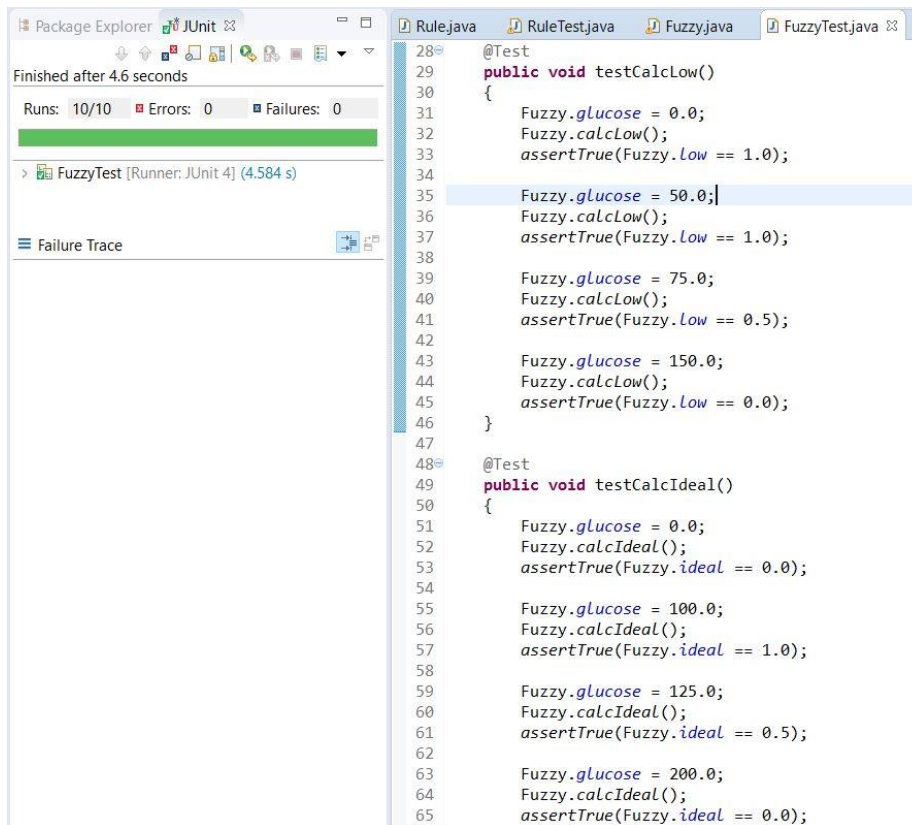 Package Explorer JUnit
Finished after 4.6 seconds
Runs: 10/10 Errors: 0 Failures: 0
FuzzyTest [Runner: JUnit 4] (4.584 s)
Failure Trace
Rule.java RuleTest.java Fuzzy.java FuzzyTest.java
28 @Test
29 public void testCalcLow()
30 {
31 Fuzzy.glucose = 0.0;
32 Fuzzy.calcLow();
33 assertTrue(Fuzzy.low == 1.0);
34
35 Fuzzy.glucose = 50.0;
36 Fuzzy.calcLow();
37 assertTrue(Fuzzy.low == 1.0);
38
39 Fuzzy.glucose = 75.0;
40 Fuzzy.calcLow();
41 assertTrue(Fuzzy.low == 0.5);
42
43 Fuzzy.glucose = 150.0;
44 Fuzzy.calcLow();
45 assertTrue(Fuzzy.low == 0.0);
46 }
47
48 @Test
49 public void testCalcIdeal()
50 {
51 Fuzzy.glucose = 0.0;
52 Fuzzy.calcIdeal();
53 assertTrue(Fuzzy.ideal == 0.0);
54
55 Fuzzy.glucose = 100.0;
56 Fuzzy.calcIdeal();
57 assertTrue(Fuzzy.ideal == 1.0);
58
59 Fuzzy.glucose = 125.0;
60 Fuzzy.calcIdeal();
61 assertTrue(Fuzzy.ideal == 0.5);
62
63 Fuzzy.glucose = 200.0;
64 Fuzzy.calcIdeal();
65 assertTrue(Fuzzy.ideal == 0.0);